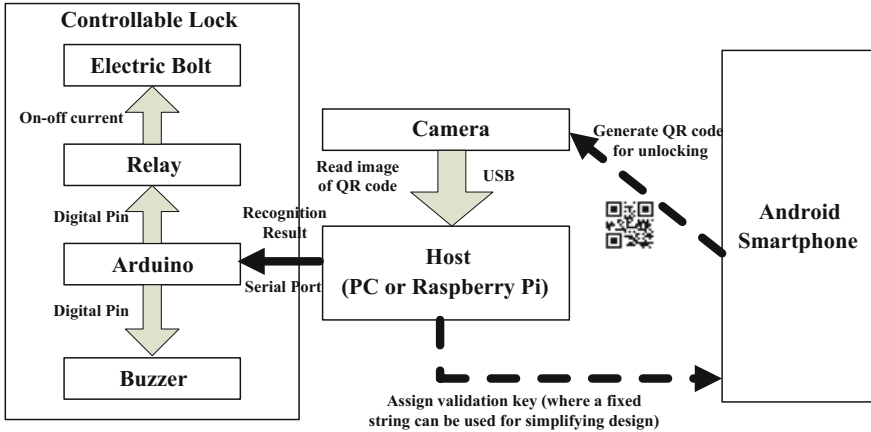 Controllable Lock
Electric Bolt
On-off current
Relay
Digital Pin
Arduino
Digital Pin
Buzzer
Recognition
Result
Serial Port
Camera
Read image
of QR code
USB
Host
(PC or Raspberry Pi)
Generate QR code
for unlocking
Android
Smartphone
Assign validation key (where a fixed
string can be used for simplifying design)